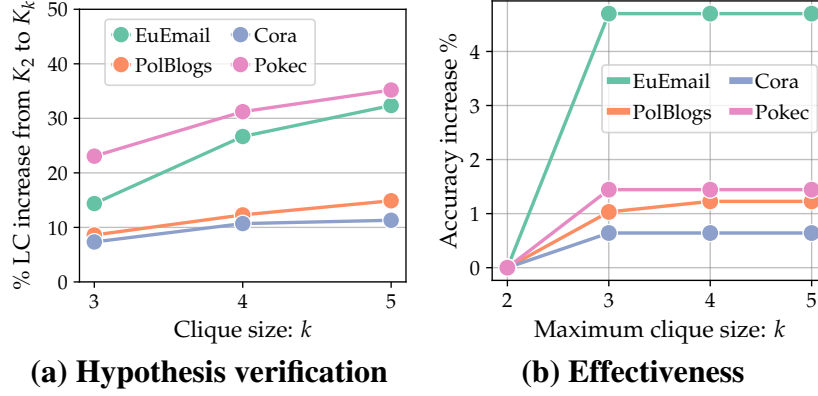 % LC increase from K2 to Kk
50
40
30
20
10
0
EuEmail
PolBlogs
Cora
Pokec
3
4
5
Clique size: k
(a) Hypothesis verification
Accuracy increase %
4
3
2
1
0
EuEmail
PolBlogs
Cora
Pokec
2
3
4
5
Maximum clique size: k
(b) Effectiveness